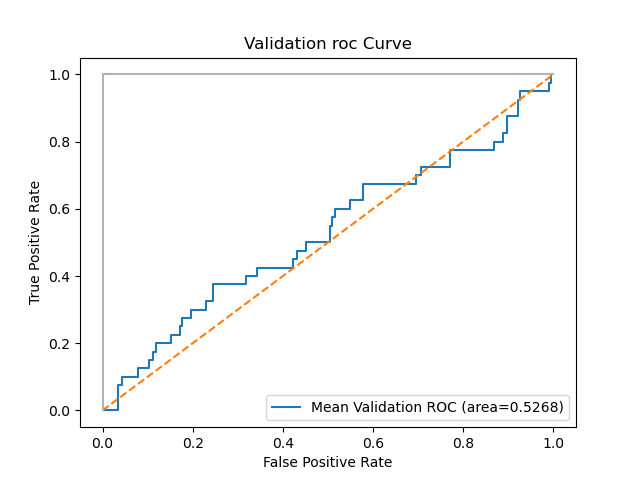 Validation roc Curve
True Positive Rate
1.0
0.8
0.6
0.4
0.2
0.0
Mean Validation ROC (area=0.5268)
0.0 0.2 0.4 0.6 0.8 1.0
False Positive Rate